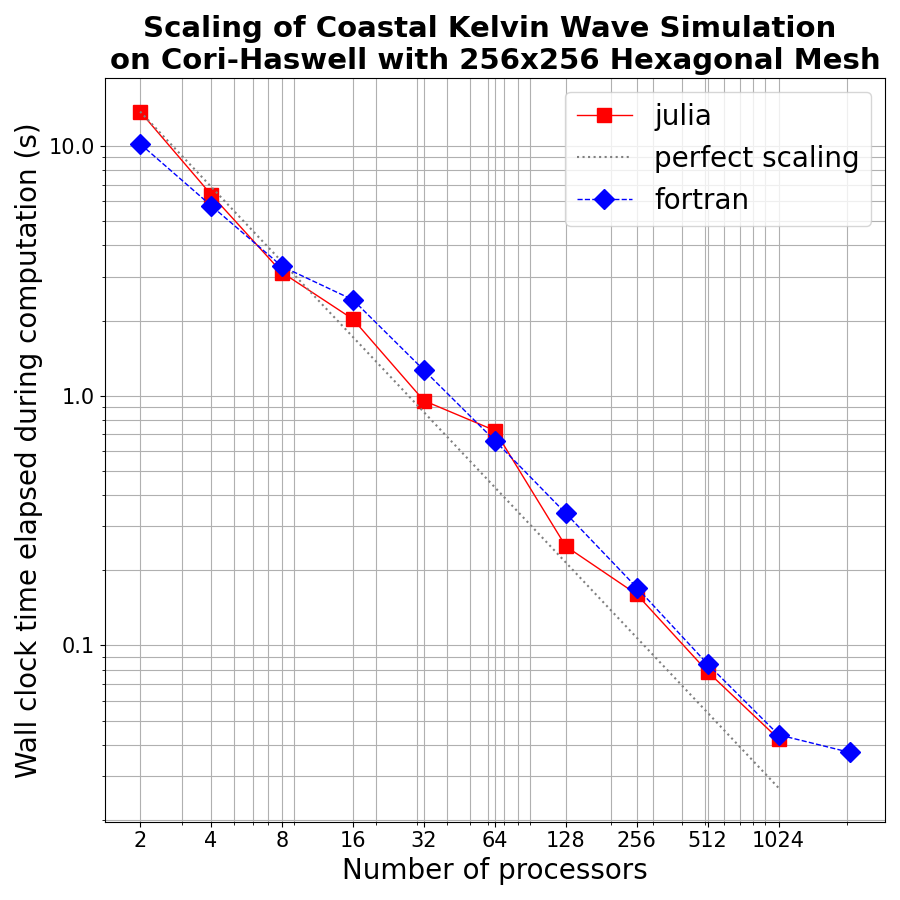 Scaling of Coastal Kelvin Wave Simulation
on Cori-Haswell with 256x256 Hexagonal Mesh
julia
perfect scaling
fortran
Wall clock time elapsed during computation (s)
10.0
1.0
0.1
2 4 8 16 32 64 128 256 512 1024
Number of processors